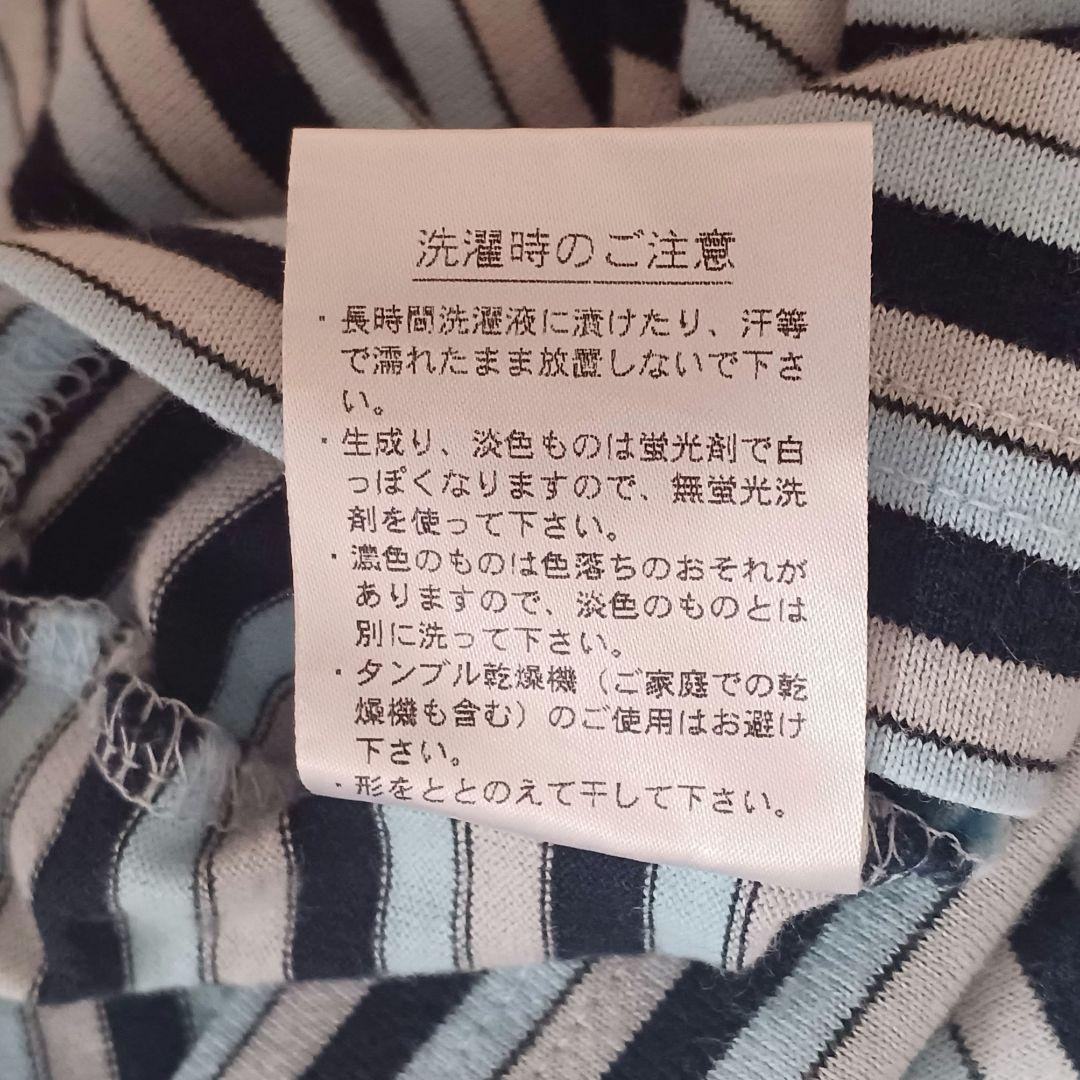 洗濯時のご注意
・長時間洗濯液に漬けたり、汗等
で濡れたまま放置しないで下さ
い。
・生成り、淡色ものは蛍光剤で白
っぽくなりますので、無蛍光洗
剤を使って下さい。
・濃色のものは色落ちのおそれが
ありますので、淡色のものとは
別に洗って下さい。
・タンブル乾燥機（ご家庭での乾
燥機も含む）のご使用はお避け
下さい。
・形をととのえて干して下さい。